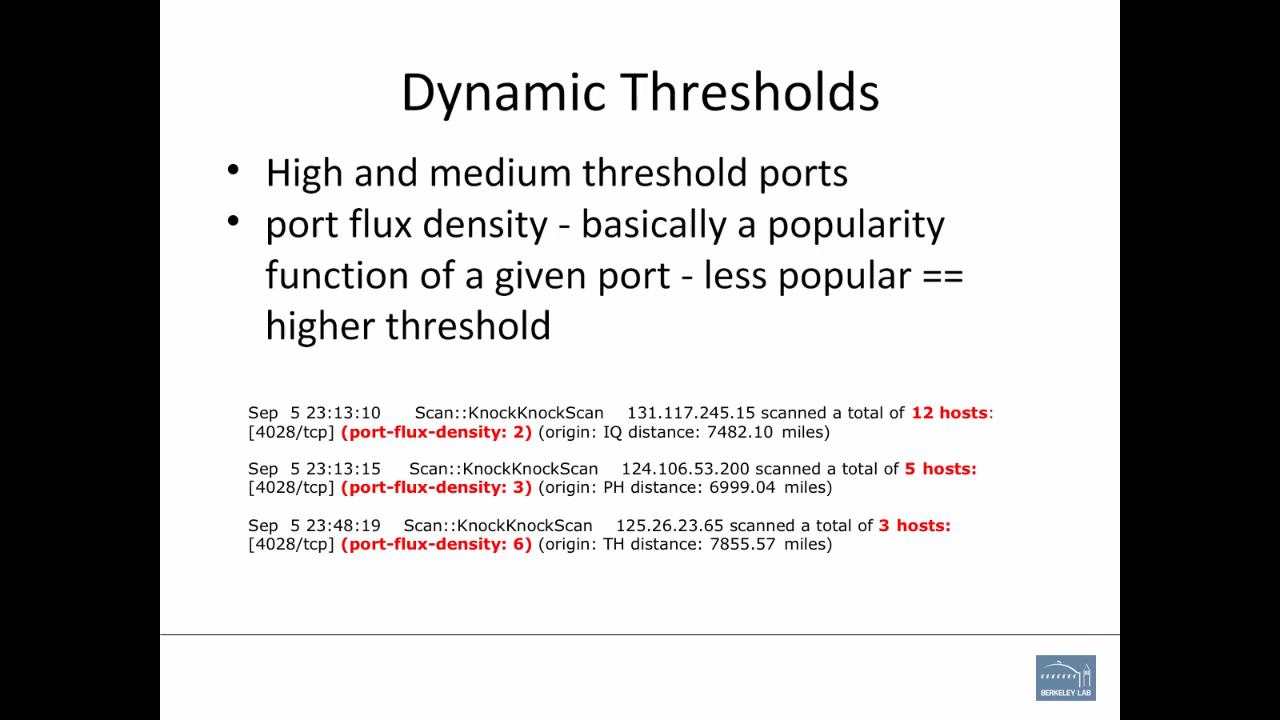 Dynamic Thresholds
• High and medium threshold ports
• port flux density - basically a popularity
function of a given port - less popular ==
higher threshold
Sep 5 23:13:10 Scan::KnockKnockScan 131.117.245.15 scanned a total of 12 hosts:
[4028/tcp] (port-flux-density: 2) (origin: IQ distance: 7482.10 miles)
Sep 5 23:13:15 Scan::KnockKnockScan 124.106.53.200 scanned a total of 5 hosts:
[4028/tcp] (port-flux-density: 3) (origin: PH distance: 6999.04 miles)
Sep 5 23:48:19 Scan::KnockKnockScan 125.26.23.65 scanned a total of 3 hosts:
[4028/tcp] (port-flux-density: 6) (origin: TH distance: 7855.57 miles)
BERKELEY LAB